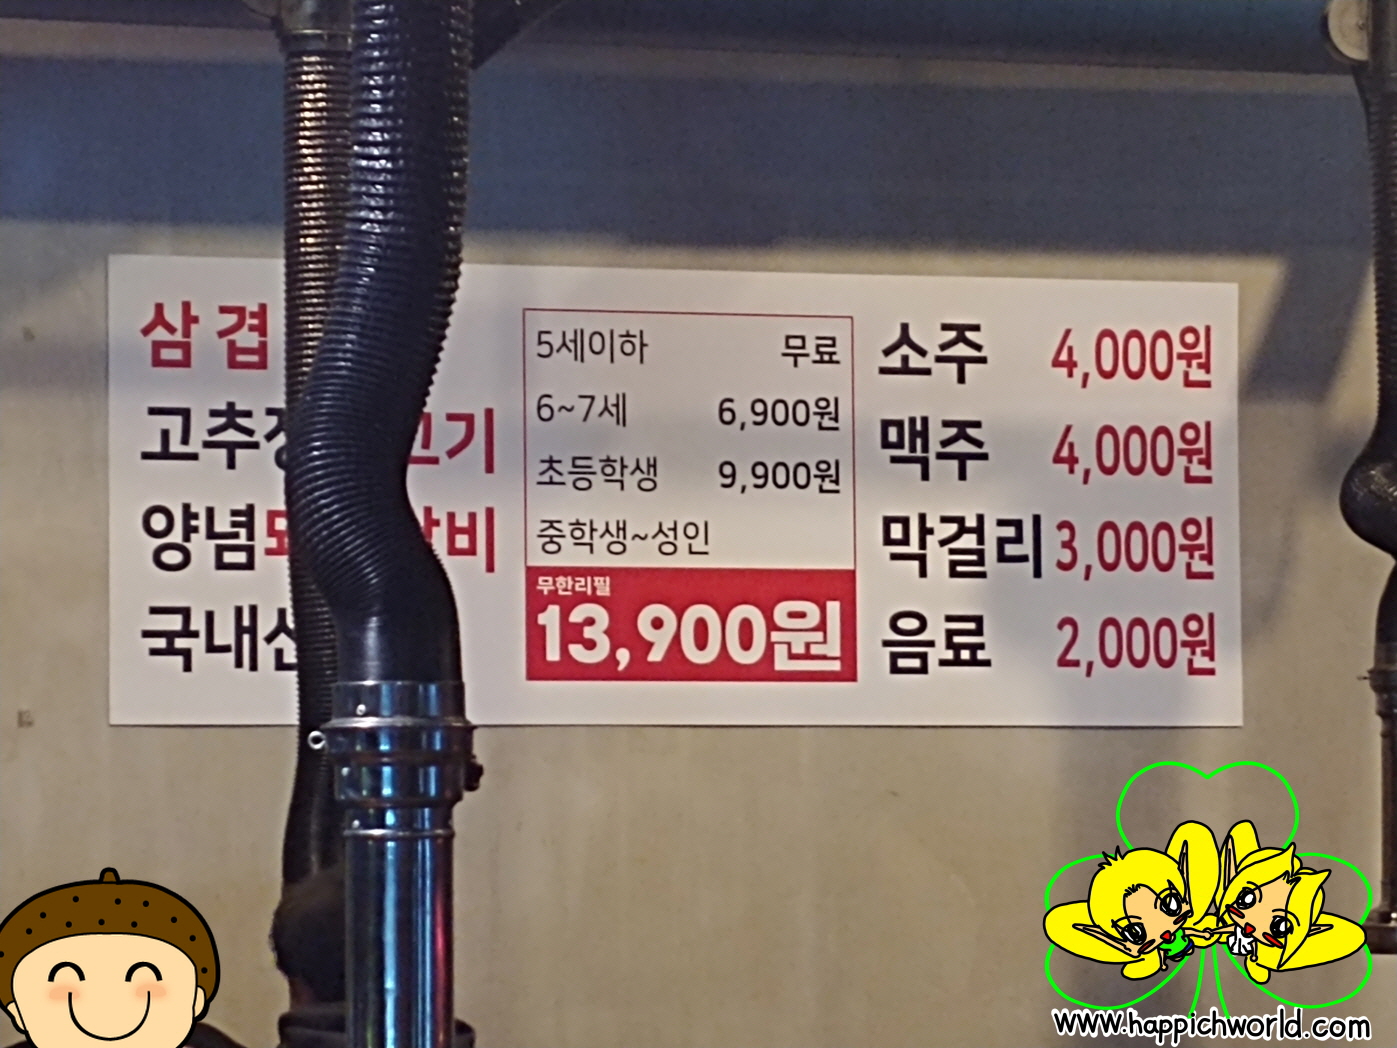 삼겹
고추 고기
양념 갈비
국내산
5세이하 무료
6~7세 6,900원
초등학생 9,900원
중학생~성인
무한리필
13,900원
소주 4,000원
맥주 4,000원
막걸리 3,000원
음료 2,000원
www.happichworld.com